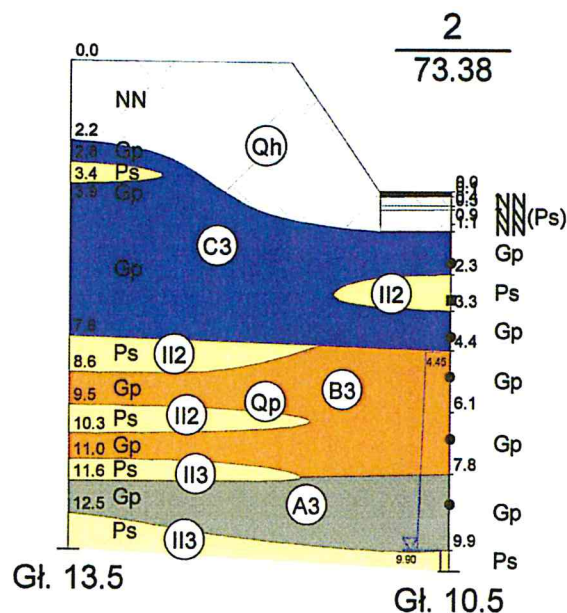 2
73.38
0,0
NN
2.2
2.8 Gp
3.4 Ps
3.9 Gp
Qh
C3
Gp
7.8
8.6 Ps II2
9.5 Gp Qp B3
10.3 Ps II2
11.0 Gp
11.6 Ps II3
12.5 Gp A3
Ps II3
Gł. 13.5
0.0
NN
0.9 NN(Ps)
1.1 NN
Gp
2.3
II2 Ps
3.3
Gp
4.4
4.45
Gp
6.1
Gp
7.8
Gp
9.9
9.90 Ps
Gł. 10.5